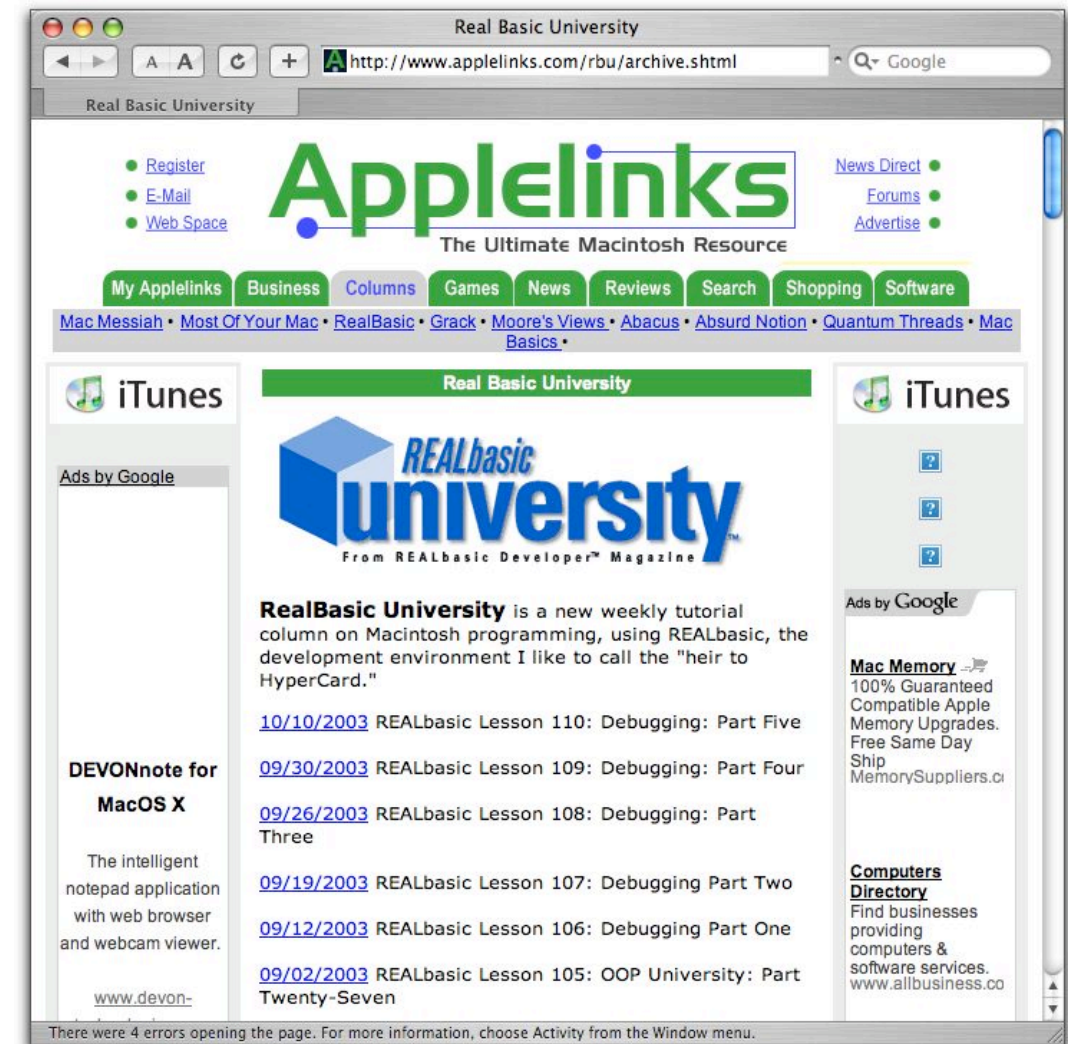 Real Basic University
A A + http://www.applelinks.com/rbu/archive.shtml Google
Real Basic University
Register
E-Mail
Web Space
Applelinks
The Ultimate Macintosh Resource
News Direct
Forums
Advertise
My Applelinks Business Columns Games News Reviews Search Shopping Software
Mac Messiah • Most Of Your Mac • RealBasic • Grack • Moore's Views • Abacus • Absurd Notion • Quantum Threads • Mac
Basics •
iTunes
Ads by Google
DEVONnote for
MacOS X
The intelligent
notepad application
with web browser
and webcam viewer.
www.devon-
Real Basic University
REALbasic
university™
From REALbasic Developer™ Magazine
RealBasic University is a new weekly tutorial
column on Macintosh programming, using REALbasic, the
development environment I like to call the "heir to
HyperCard."
10/10/2003 REALbasic Lesson 110: Debugging: Part Five
09/30/2003 REALbasic Lesson 109: Debugging: Part Four
09/26/2003 REALbasic Lesson 108: Debugging: Part
Three
09/19/2003 REALbasic Lesson 107: Debugging Part Two
09/12/2003 REALbasic Lesson 106: Debugging Part One
09/02/2003 REALbasic Lesson 105: OOP University: Part
Twenty-Seven
iTunes
?
?
?
Ads by Google
Mac Memory
100% Guaranteed
Compatible Apple
Memory Upgrades.
Free Same Day
Ship
MemorySuppliers.c
Computers
Directory
Find businesses
providing
computers &
software services.
www.allbusiness.co
There were 4 errors opening the page. For more information, choose Activity from the Window menu.